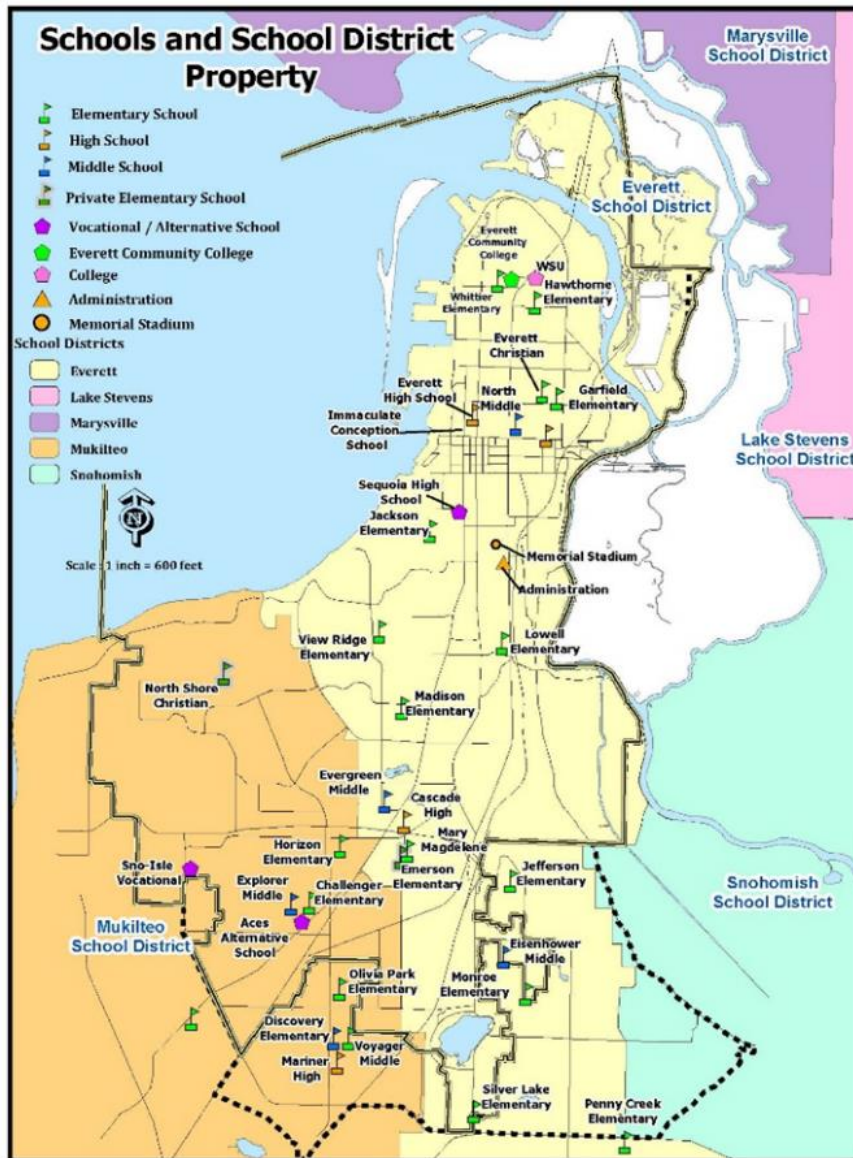 Schools and School District
Property
Elementary School
High School
Middle School
Private Elementary School
Vocational / Alternative School
Everett Community College
College
Administration
Memorial Stadium
School Districts
Everett
Lake Stevens
Marysville
Mukilteo
Snohomish
N
Scale : 1 inch = 600 feet
Marysville
School District
Everett
School District
Everett
Community
College
WSU
Whittier
Elementary
Hawthorne
Elementary
Everett
Christian
Everett
High School
North
Middle
Garfield
Elementary
Immaculate
Conception
School
Lake Stevens
School District
Sequoia High
School
Jackson
Elementary
Memorial Stadium
Administration
View Ridge
Elementary
Lowell
Elementary
North Shore
Christian
Madison
Elementary
Evergreen
Middle
Cascade
High
Mary
Magdelene
Horizon
Elementary
Emerson
Elementary
Sno-Isle
Vocational
Jefferson
Elementary
Explorer
Middle
Challenger
Elementary
Snohomish
School District
Aces
Alternative
School
Mukilteo
School District
Eisenhower
Middle
Olivia Park
Elementary
Monroe
Elementary
Discovery
Elementary
Voyager
Middle
Mariner
High
Silver Lake
Elementary
Penny Creek
Elementary